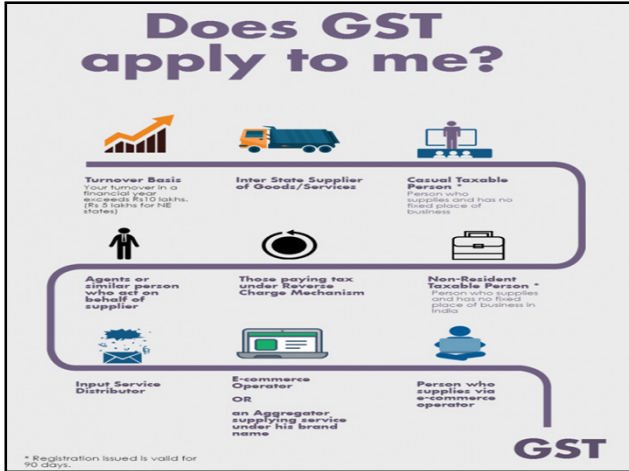 Does GST
apply to me?
Turnover Basis
Your turnover in a
financial year
exceeds Rs10 lakhs.
(Rs 5 lakhs for NE
states)
Inter State Supplier
of Goods/Services
Casual Taxable
Person *
Person who
supplies and has no
fixed place of
business
Agents or
similar person
who act on
behalf of
supplier
Those paying tax
under Reverse
Charge Mechanism
Non-Resident
Taxable Person *
Person who supplies
and has no fixed
place of business in
India
Input Service
Distributor
E-commerce
Operator
OR
an Aggregator
supplying service
under his brand
name
Person who
supplies via
e-commerce
operator
* Registration issued is valid for
90 days.
GST